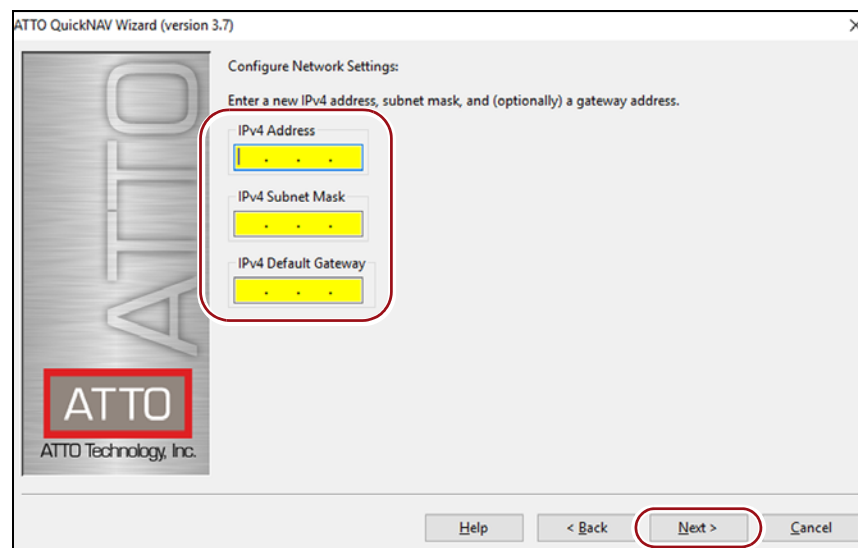 ATTO QuickNAV Wizard (version 3.7)
Configure Network Settings:
Enter a new IPv4 address, subnet mask, and (optionally) a gateway address.
IPv4 Address
. . .
IPv4 Subnet Mask
. . .
IPv4 Default Gateway
. . .
ATTO
ATTO
ATTO Technology, Inc.
Help
< Back
Next >
Cancel